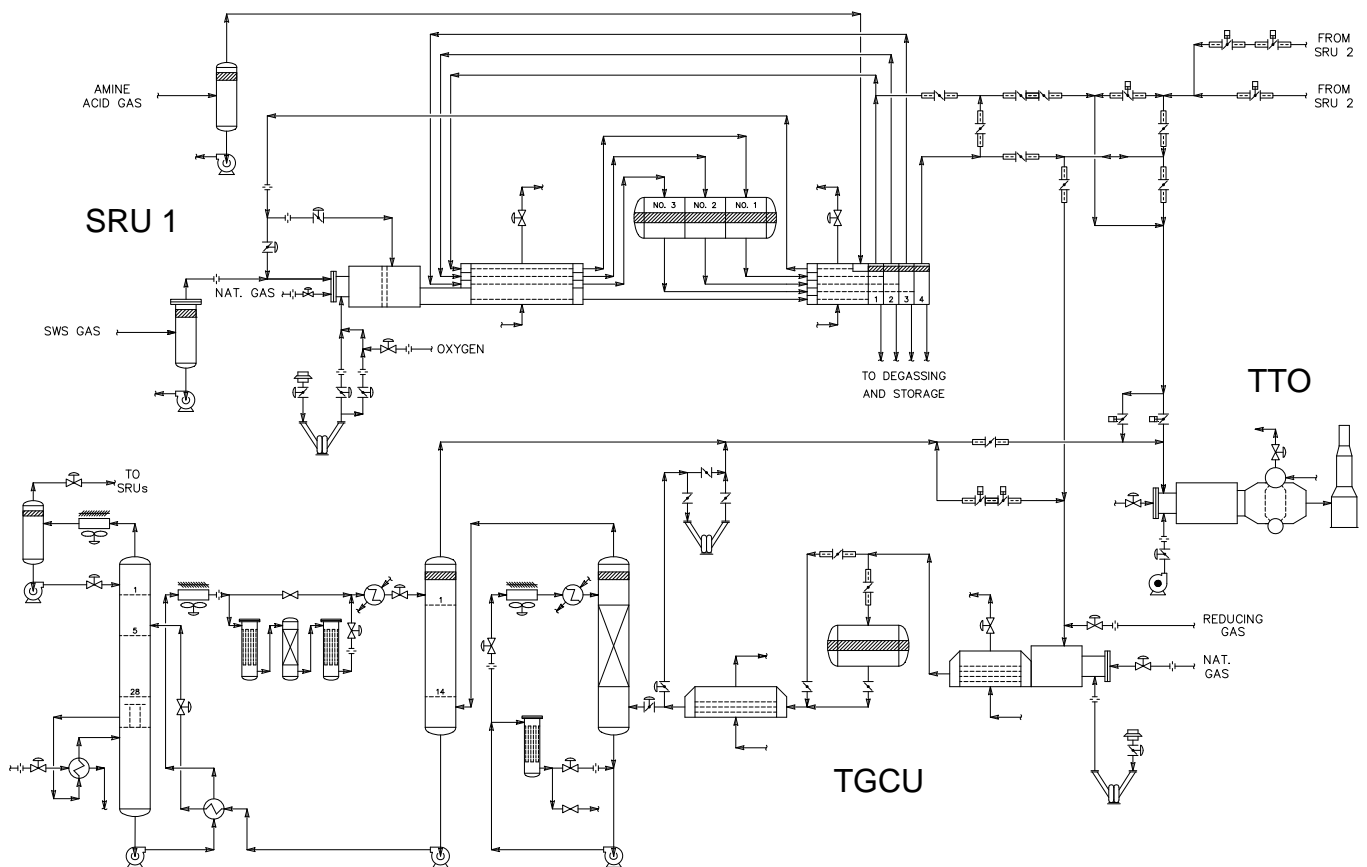 FROM
SRU 2
AMINE
ACID GAS
FROM
SRU 2
NO. 3
NO. 2
NO. 1
SRU 1
NAT. GAS
1
2
3
4
SWS GAS
OXYGEN
TO DEGASSING
AND STORAGE
TTO
TO
SRUs
1
1
5
REDUCING
GAS
NAT.
GAS
28
14
TGCU